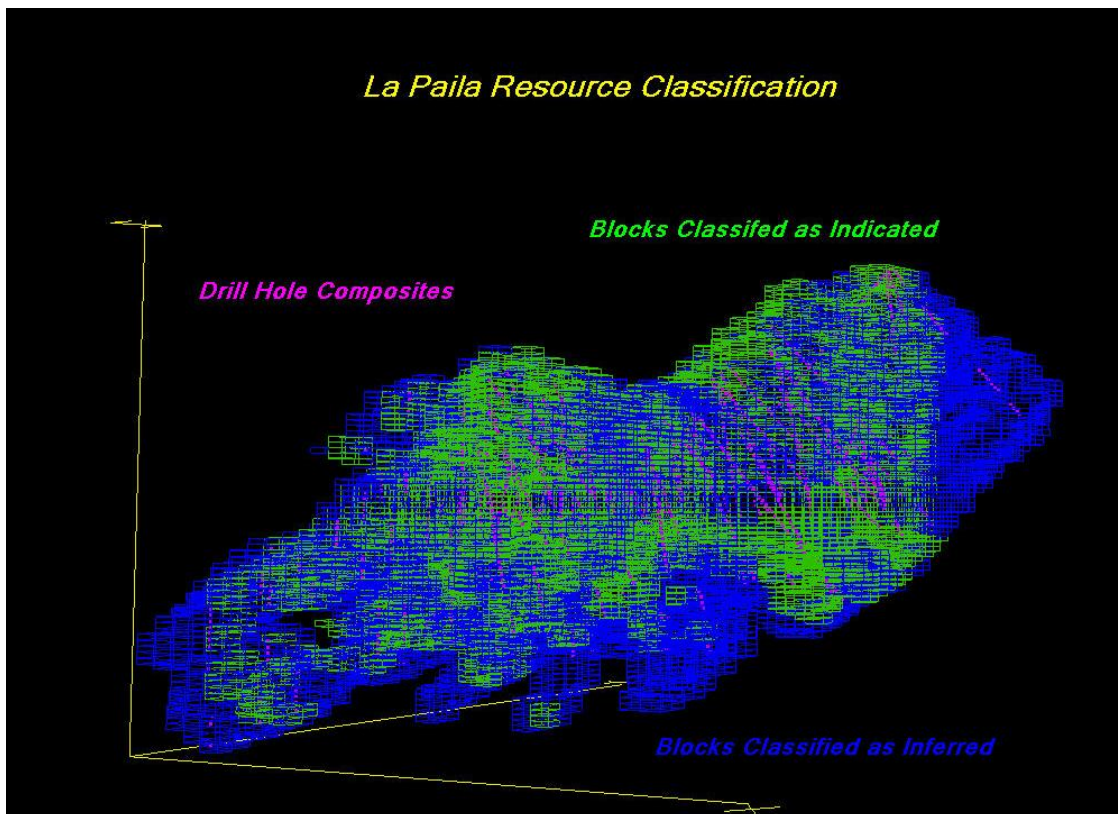 La Paila Resource Classification
Blocks Classifed as Indicated
Drill Hole Composites
Blocks Classified as Inferred